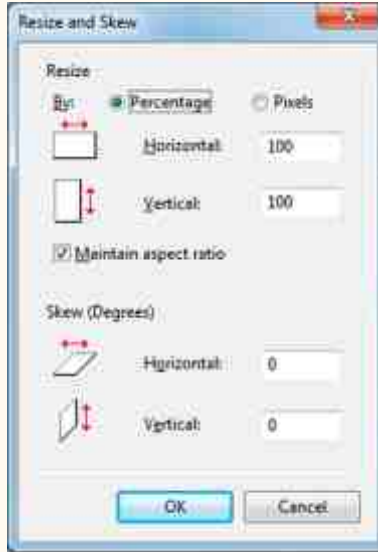 Resize and Skew
Resize
By: Percentage Pixels
Horizontal: 100
Vertical: 100
Maintain aspect ratio
Skew (Degrees)
Horizontal: 0
Vertical: 0
OK Cancel